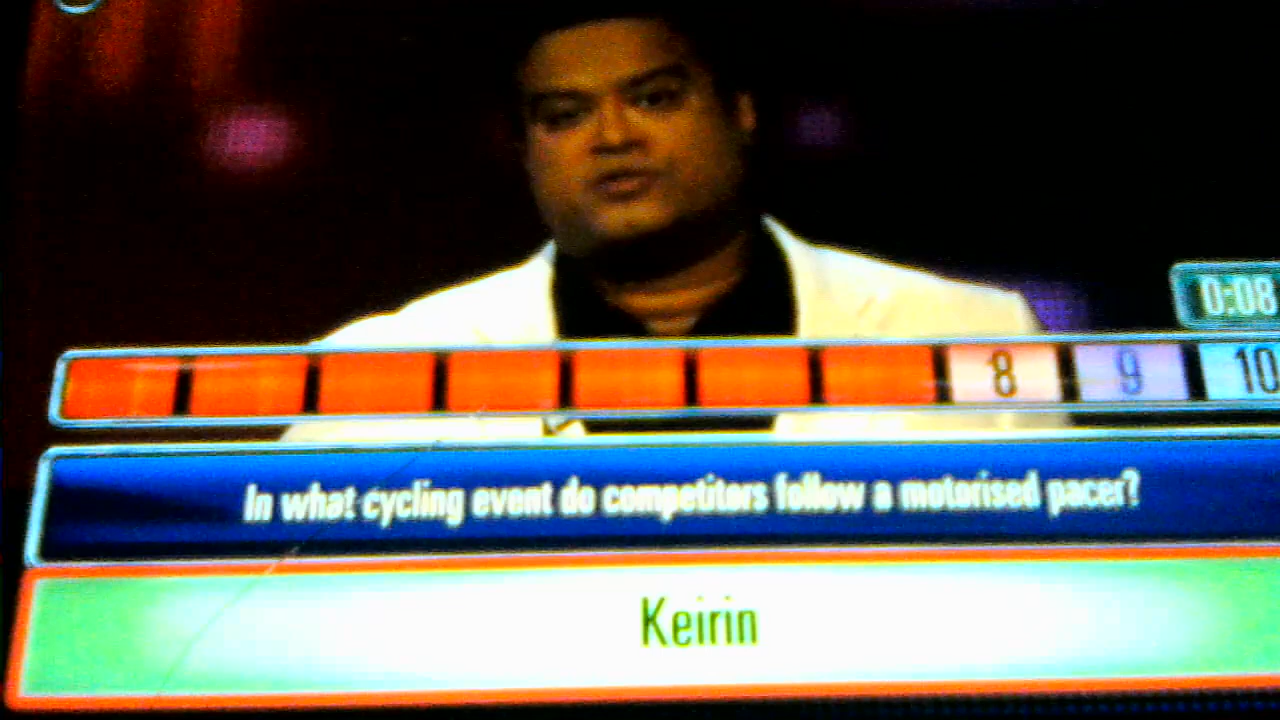 0:08
8 9 10
In what cycling event do competitors follow a motorised pacer?
Keirin